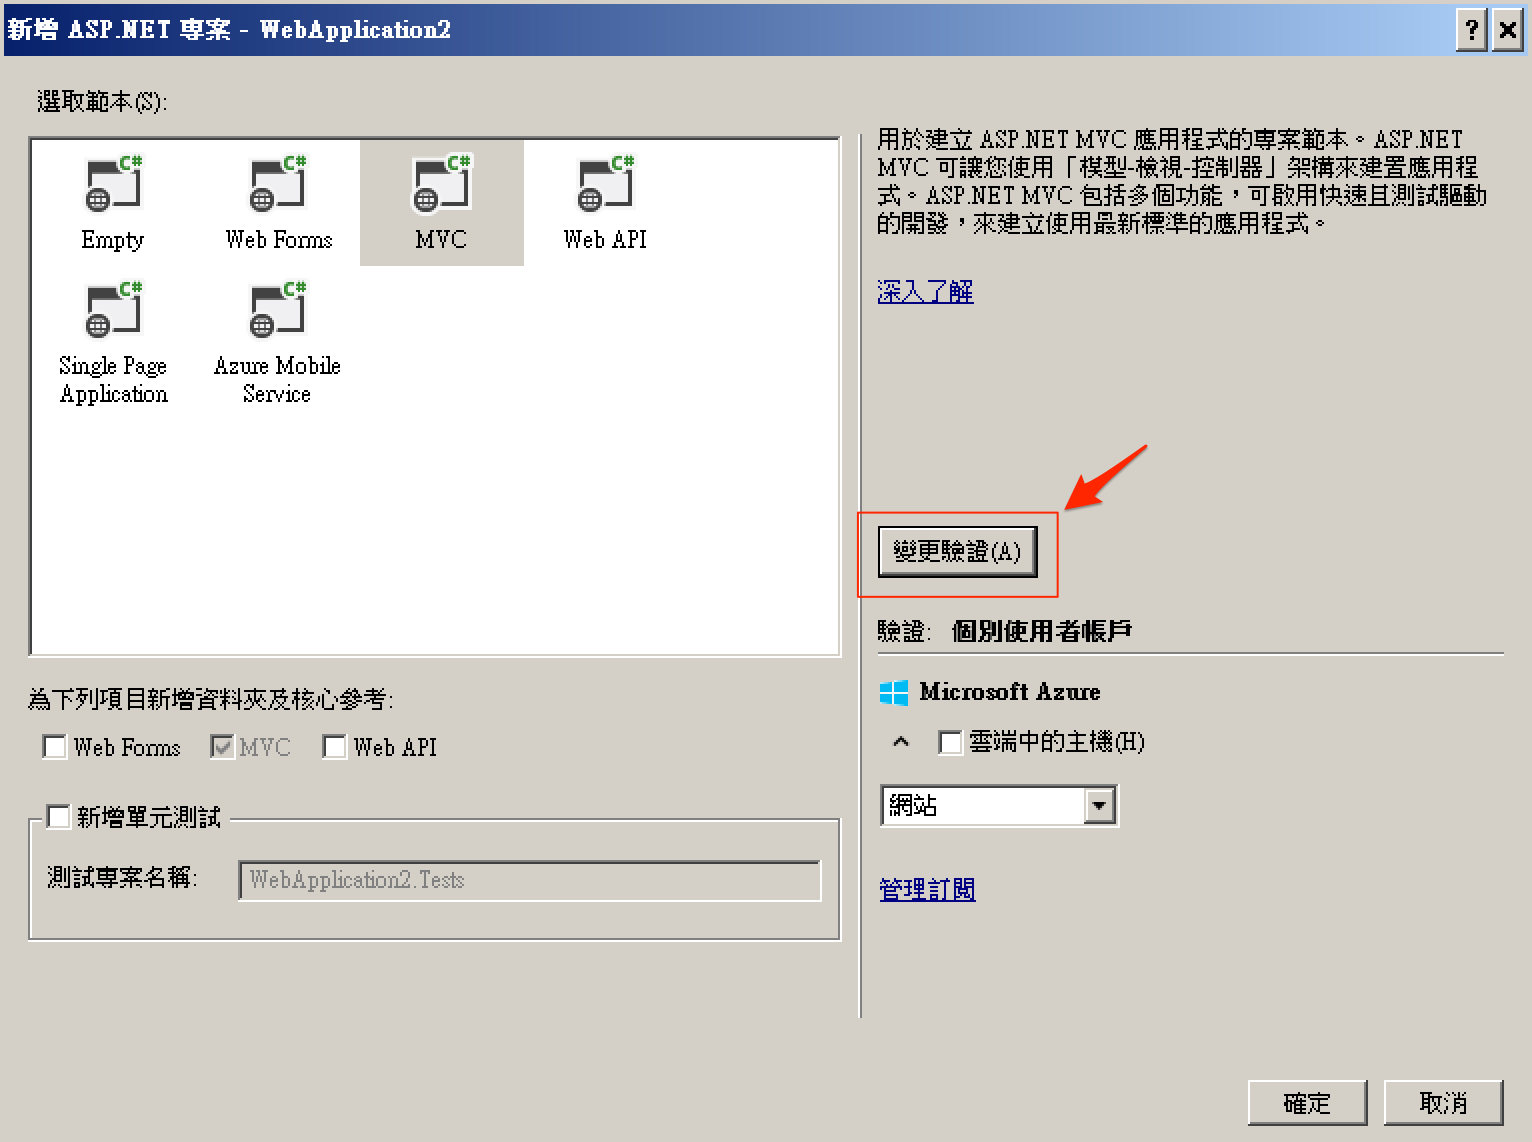 新增 ASP.NET 專案 - WebApplication2
選取範本(S):
Empty
Web Forms
MVC
Web API
Single Page
Application
Azure Mobile
Service
用於建立 ASP.NET MVC 應用程式的專案範本。ASP.NET
MVC 可讓您使用「模型-檢視-控制器」架構來建置應用程
式。ASP.NET MVC 包括多個功能，可啟用快速且測試驅動
的開發，來建立使用最新標準的應用程式。
深入了解
變更驗證(A)
驗證: 個別使用者帳戶
Microsoft Azure
雲端中的主機(H)
網站
管理訂閱
為下列項目新增資料夾及核心參考:
Web Forms
MVC
Web API
新增單元測試
測試專案名稱:
WebApplication2.Tests
確定
取消